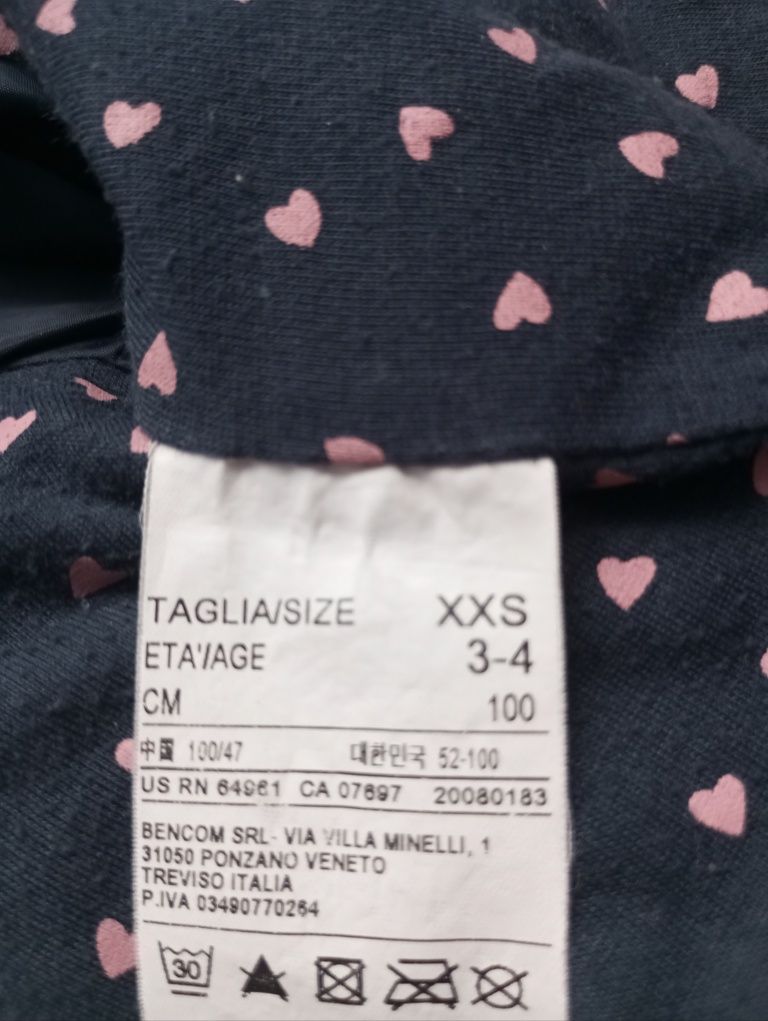 TAGLIA/SIZE XXS
ETA'/AGE 3-4
CM 100
中国 100/47 대한민국 52-100
US RN 64961 CA 07697 20080183
BENCOM SRL- VIA VILLA MINELLI, 1
31050 PONZANO VENETO
TREVISO ITALIA
P.IVA 03490770264
30